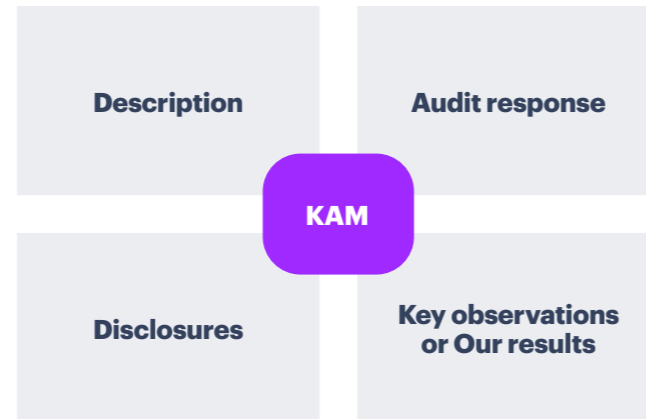 Description
Audit response
KAM
Disclosures
Key observations
or Our results